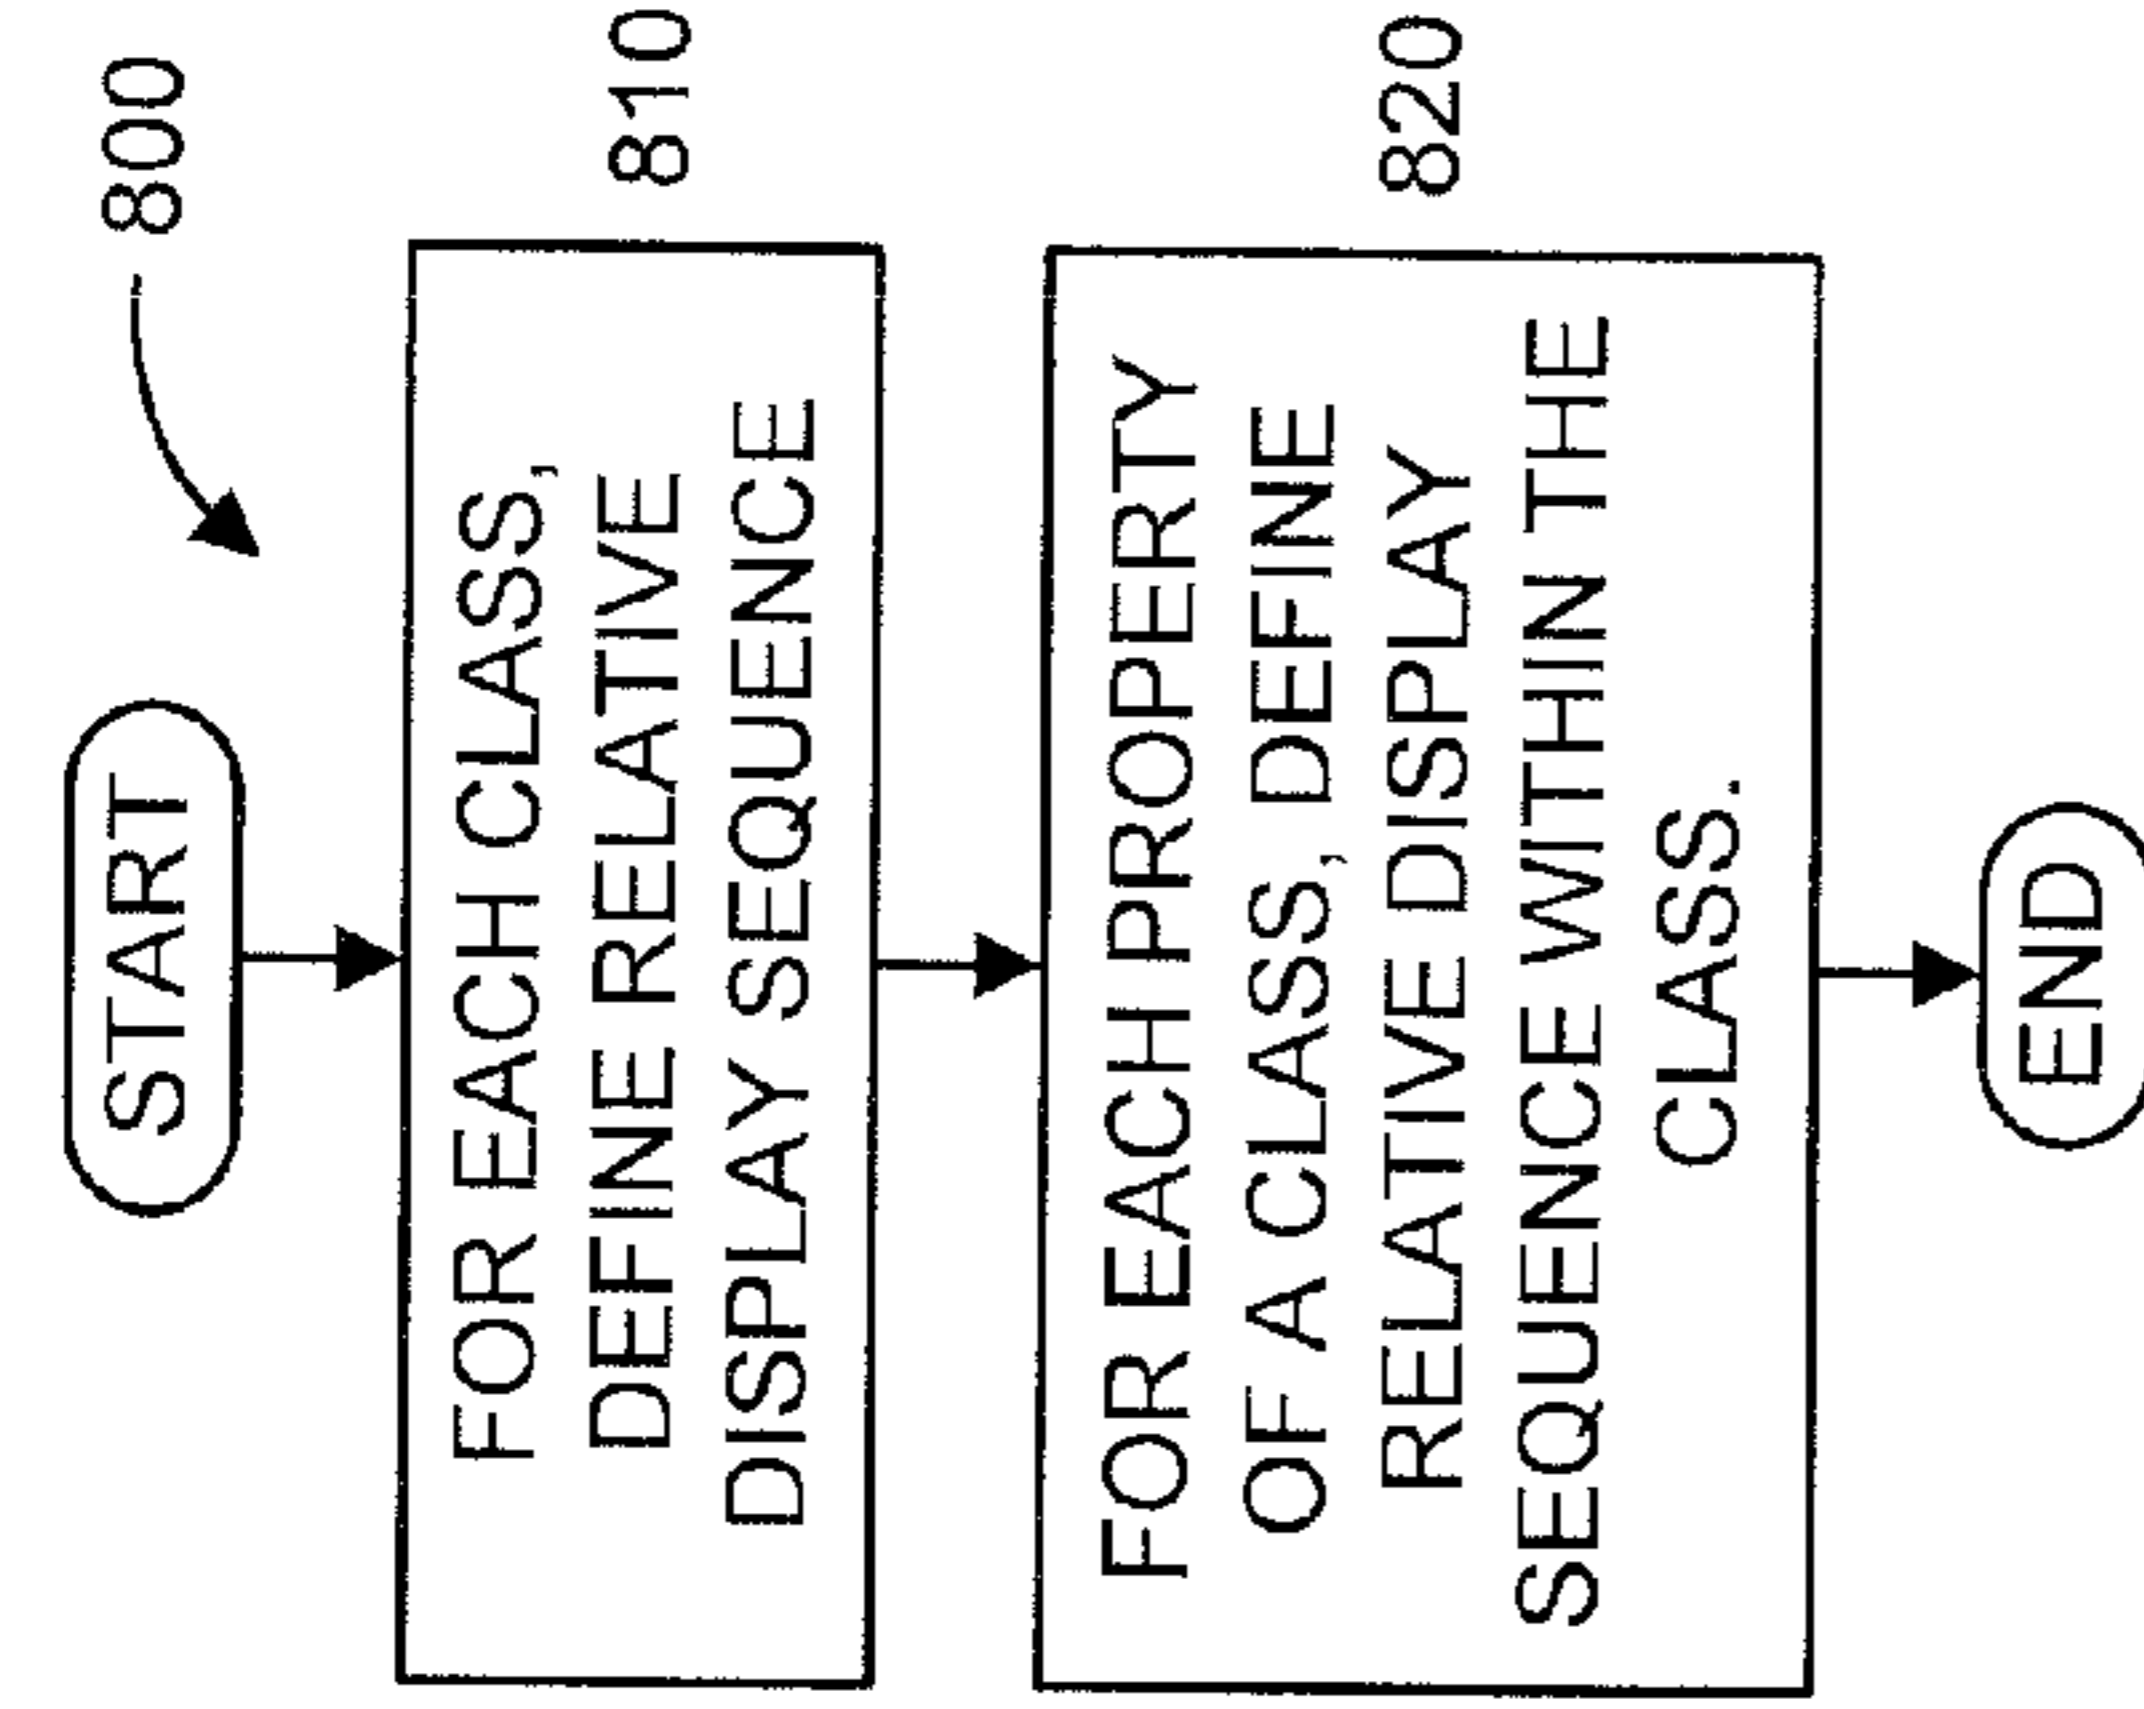 800
START
FOR EACH CLASS,
DEFINE RELATIVE
DISPLAY SEQUENCE
810
FOR EACH PROPERTY
OF A CLASS, DEFINE
RELATIVE DISPLAY
SEQUENCE WITHIN THE
CLASS.
820
END